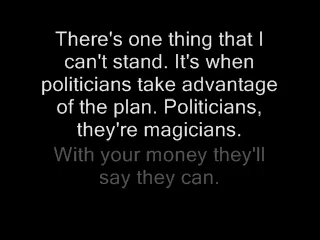 There's one thing that I
can't stand. It's when
politicians take advantage
of the plan. Politicians,
they're magicians.
With your money they'll
say they can.